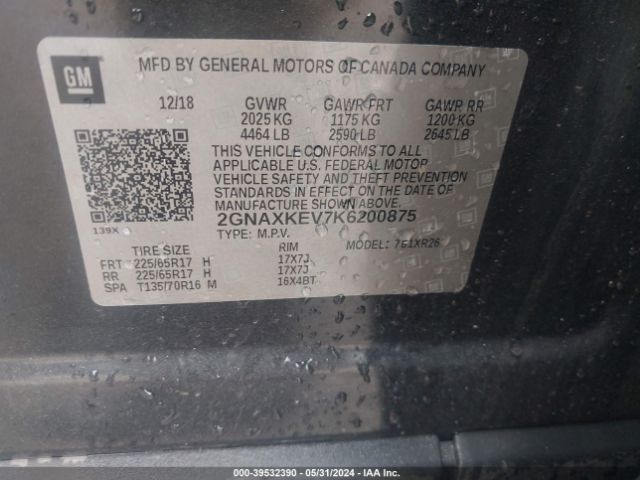 GM
MFD BY GENERAL MOTORS OF CANADA COMPANY
12/18 GVWR GAWR FRT GAWR RR
2025 KG 1175 KG 1200 KG
4464 LB 2590 LB 2645 LB
THIS VEHICLE CONFORMS TO ALL
APPLICABLE U.S. FEDERAL MOTOR
VEHICLE SAFETY AND THEFT PREVENTION
STANDARDS IN EFFECT ON THE DATE OF
MANUFACTURE SHOWN ABOVE.
2GNAXKEV7K6200875
139X TYPE: M.P.V. MODEL: 7B1XR26
TIRE SIZE RIM
FRT 225/65R17 H 17X7J
RR 225/65R17 H 17X7J
SPA T135/70R16 M 16X4BT
000-39532390 - 05/31/2024 - IAA Inc.